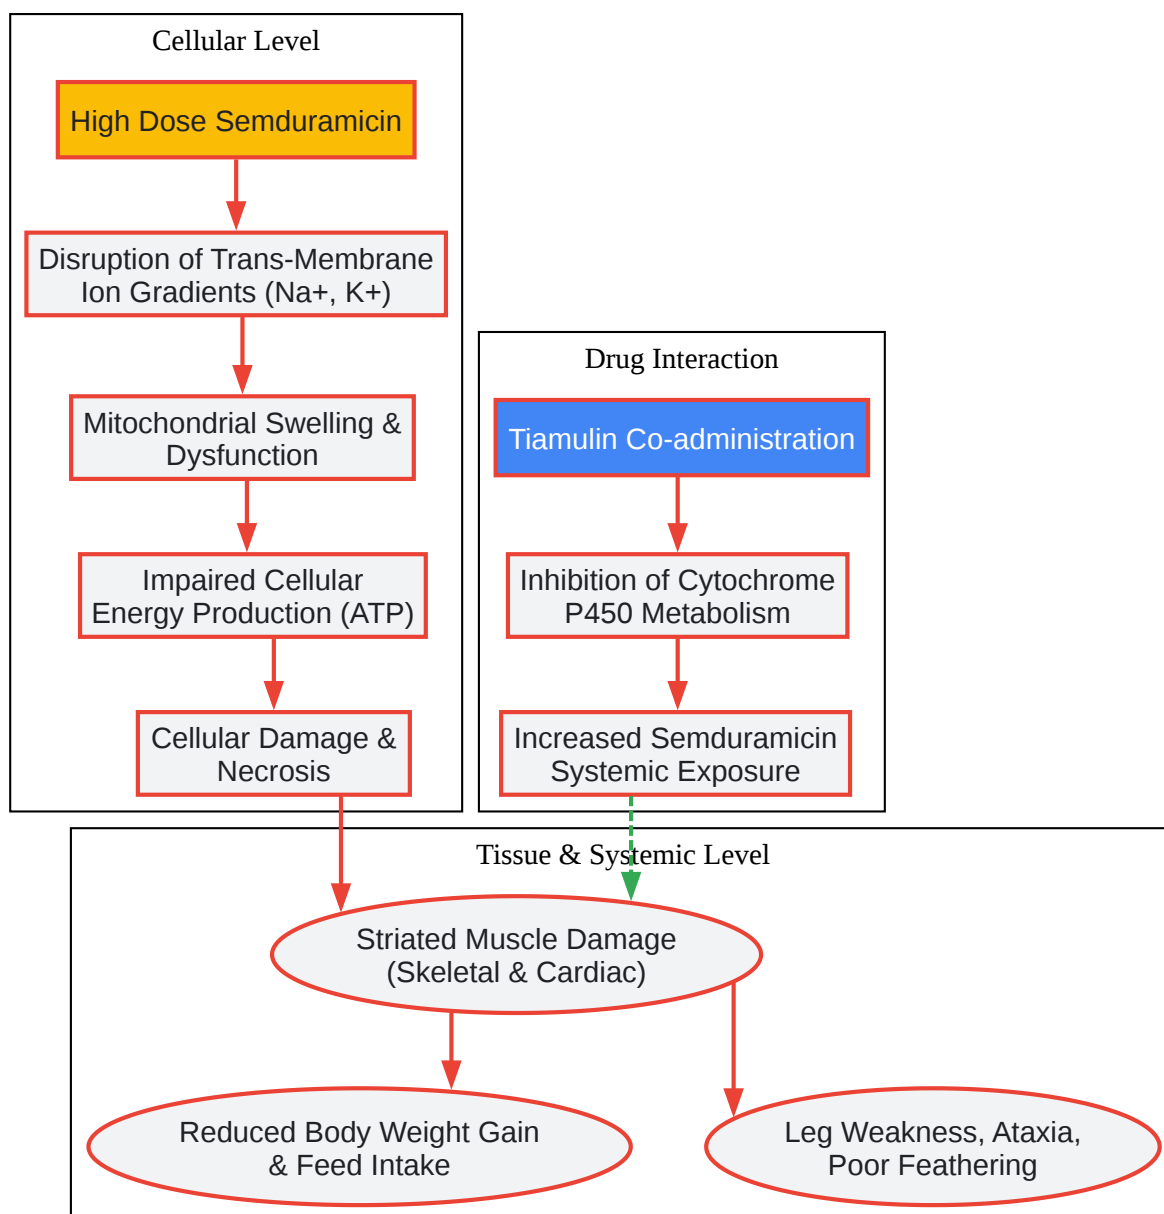 Cellular Level
High Dose Semduramicin
Disruption of Trans-Membrane
Ion Gradients (Na+, K+)
Mitochondrial Swelling &
Dysfunction
Impaired Cellular
Energy Production (ATP)
Cellular Damage &
Necrosis
Drug Interaction
Tiamulin Co-administration
Inhibition of Cytochrome
P450 Metabolism
Increased Semduramicin
Systemic Exposure
Tissue & Systemic Level
Striated Muscle Damage
(Skeletal & Cardiac)
Reduced Body Weight Gain
& Feed Intake
Leg Weakness, Ataxia,
Poor Feathering